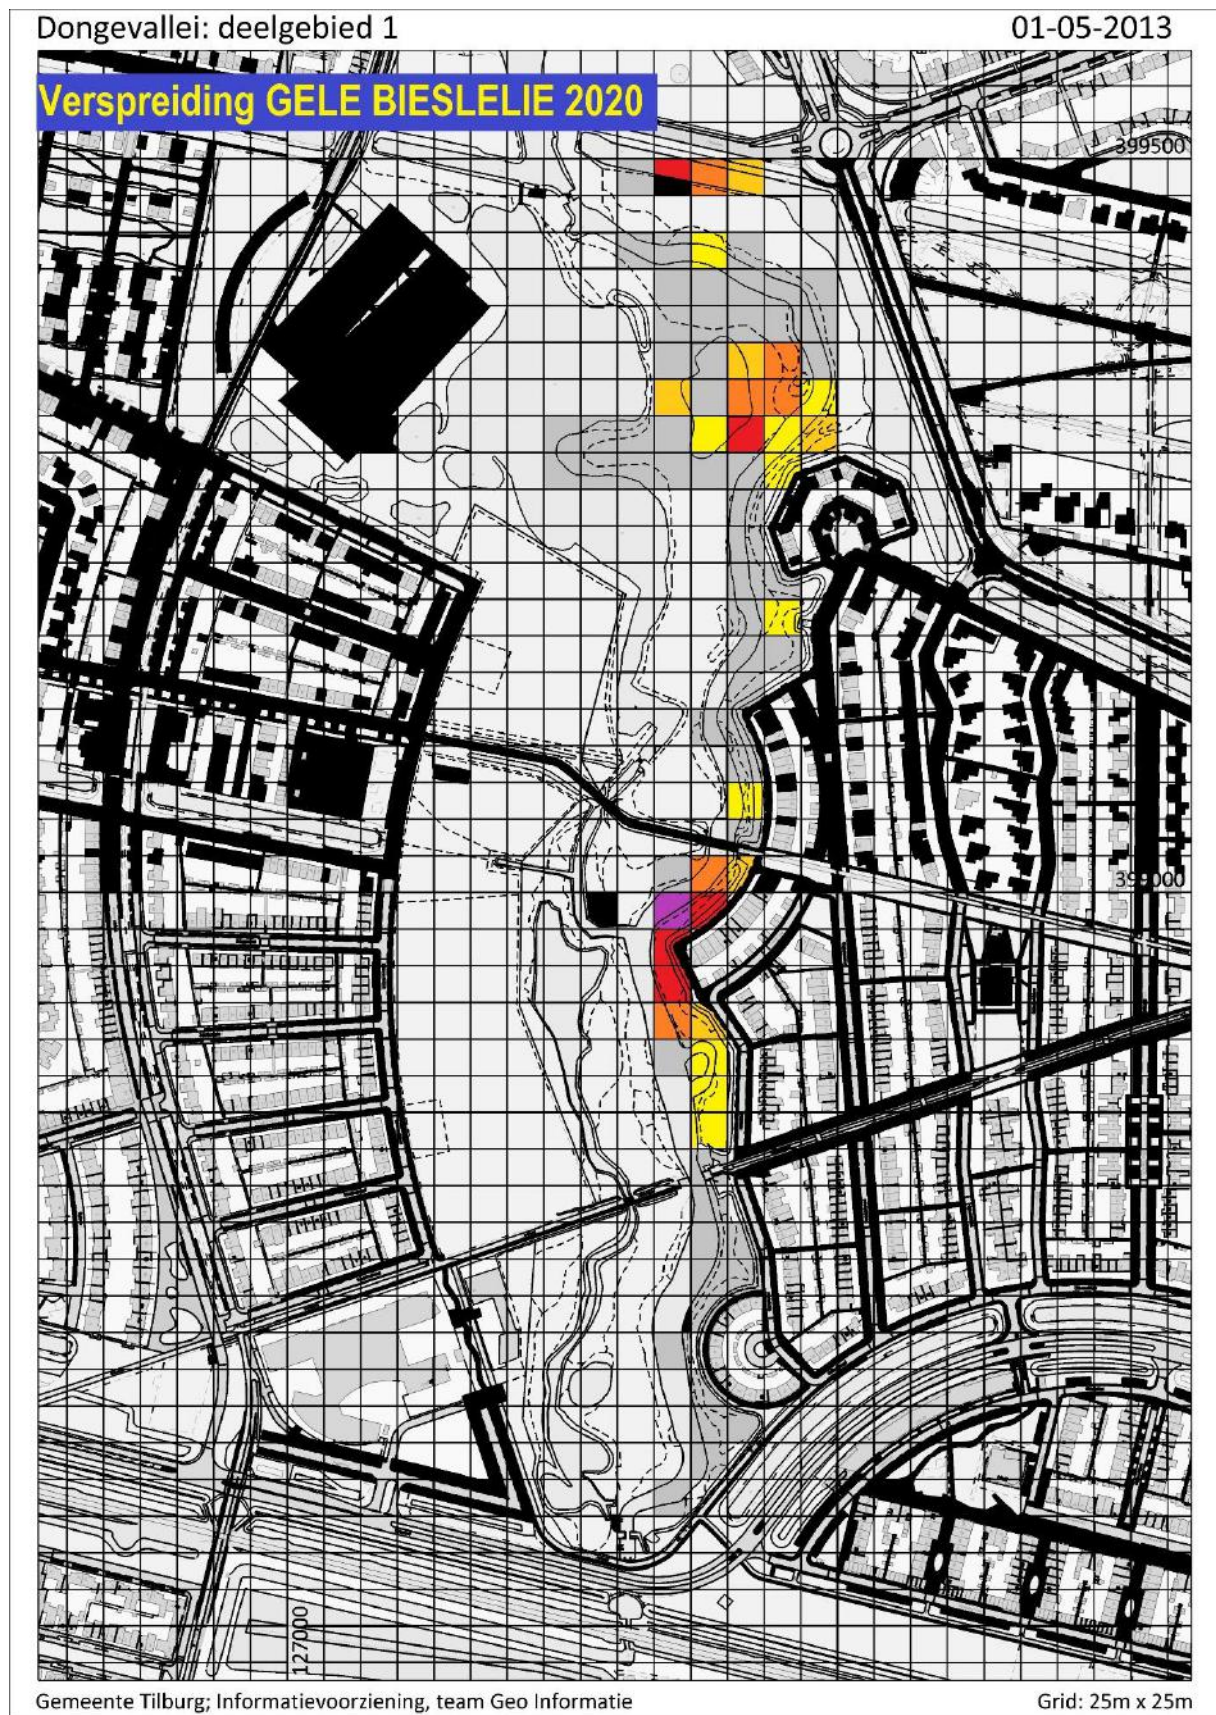 Dongevallei: deelgebied 1
01-05-2013
Verspreiding GELE BIESLELIE 2020
399500
399000
127000
Gemeente Tilburg; Informatievoorziening, team Geo Informatie
Grid: 25m x 25m